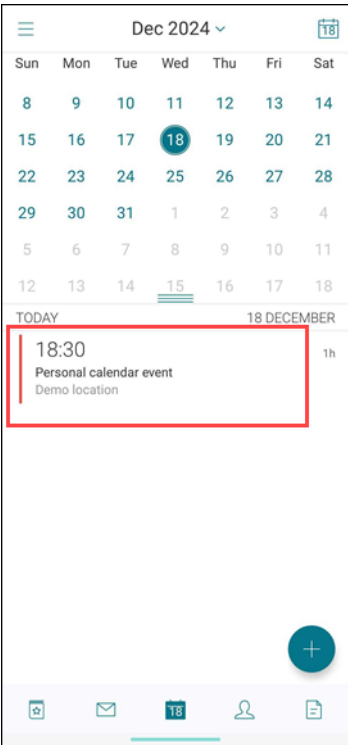 Dec 2024
18
Sun Mon Tue Wed Thu Fri Sat
8 9 10 11 12 13 14
15 16 17 18 19 20 21
22 23 24 25 26 27 28
29 30 31 1 2 3 4
5 6 7 8 9 10 11
12 13 14 15 16 17 18
TODAY 18 DECEMBER
18:30 1h
Personal calendar event
Demo location
18